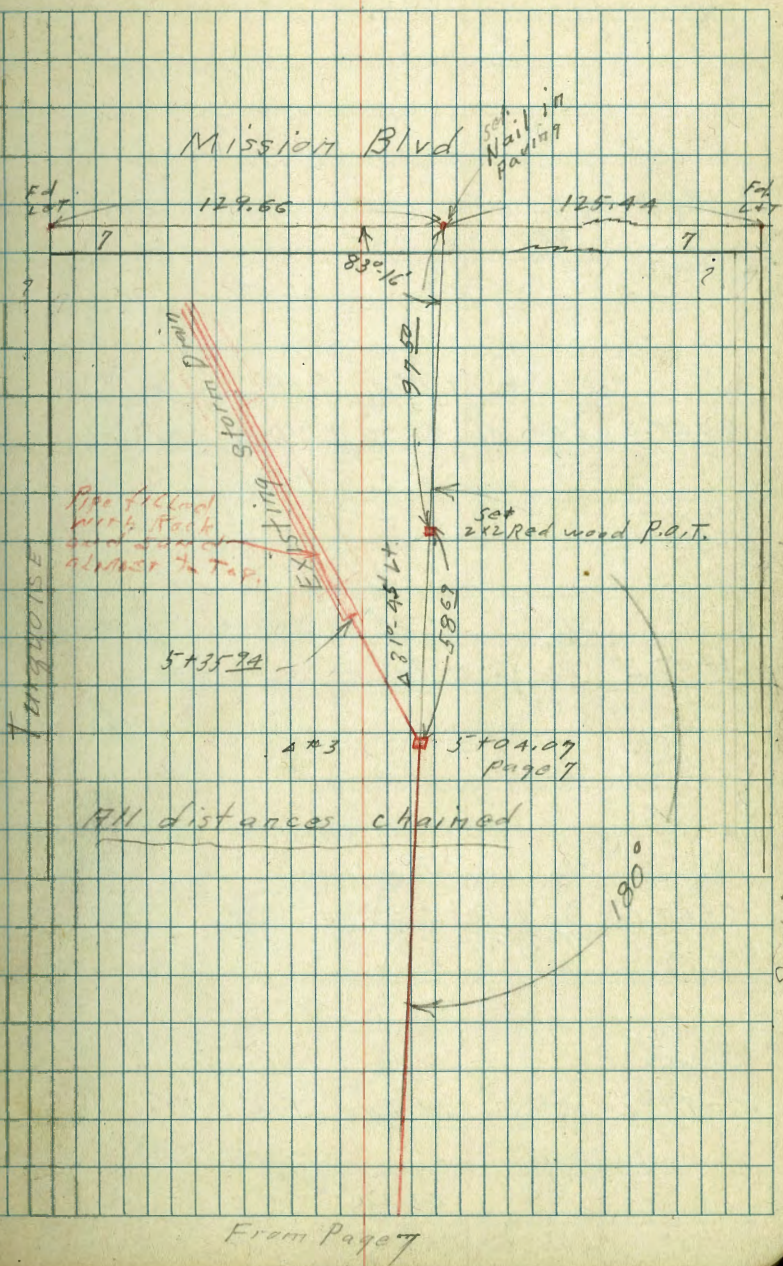 Mission Blvd
set
Nail in
paving
Fd
L&T
129.66
125.44
Fd.
L&T
7
7
83°-16'
?
?
97 50
Existing Storm Drain
Pipe filled
with Rock
and Sand
almost to Top.
set
2x2 Red wood P.O.T.
Δ 31°-45' Lt.
58 69
5+35 94
Turquoise
Δ #3
5+04.07
page 7
All distances chained
180°
From Page 7